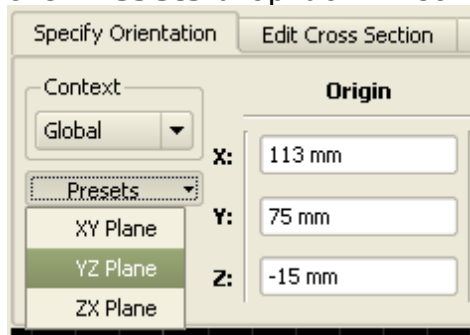 Specify Orientation
Edit Cross Section
Context
Origin
Global
X: 113 mm
Presets
Y: 75 mm
XY Plane
YZ Plane
Z: -15 mm
ZX Plane